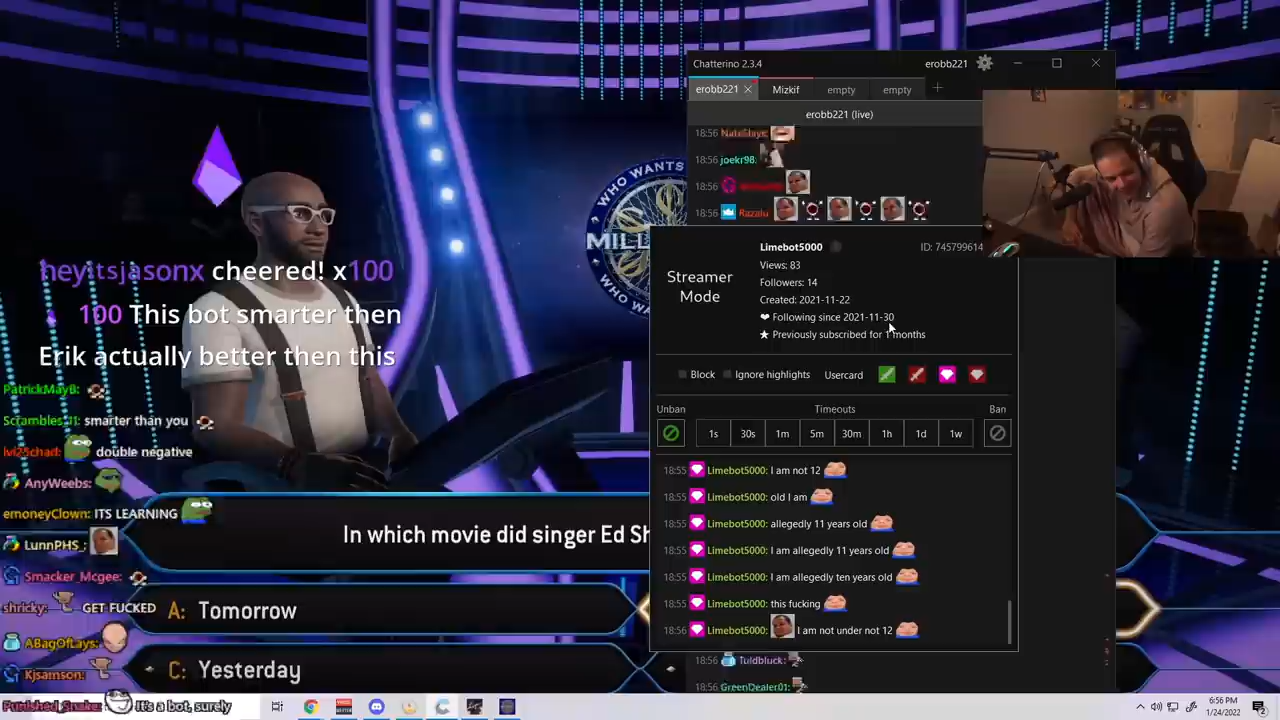 Chatterino 2.3.4
erobb221
erobb221
Mizkif
empty
empty
erobb221 (live)
18:56 NateSlays:
18:56 joekr98:
18:56
18:56 Razalu
WHO WANTS
MILL
Limebot5000
ID: 745799614
Streamer
Mode
Views: 83
Followers: 14
Created: 2021-11-22
Following since 2021-11-30
Previously subscribed for 1 months
Block
Ignore highlights
Usercard
Unban
Timeouts
Ban
1s 30s 1m 5m 30m 1h 1d 1w
18:55 Limebot5000: I am not 12
18:55 Limebot5000: old I am
18:55 Limebot5000: allegedly 11 years old
18:55 Limebot5000: I am allegedly 11 years old
18:55 Limebot5000: I am allegedly ten years old
18:55 Limebot5000: this fucking
18:56 Limebot5000: I am not under not 12
18:56 Tuldbluck:
18:56 GreenDealer01:
heyitsjasonx cheered! x100
100 This bot smarter then
Erik actually better then this
PatrickMayB:
Scrambles11: smarter than you
lvl25chad: double negative
AnyWeebs:
emoneyClown: ITS LEARNING
LunnPHS_:
Smacker_Mcgee:
shricky: GET FUCKED
ABagOfLays:
Kjsamson:
Punished_Snake: It's a bot, surely
In which movie did singer Ed Sh
A: Tomorrow
C: Yesterday
6:56 PM
1/24/2022